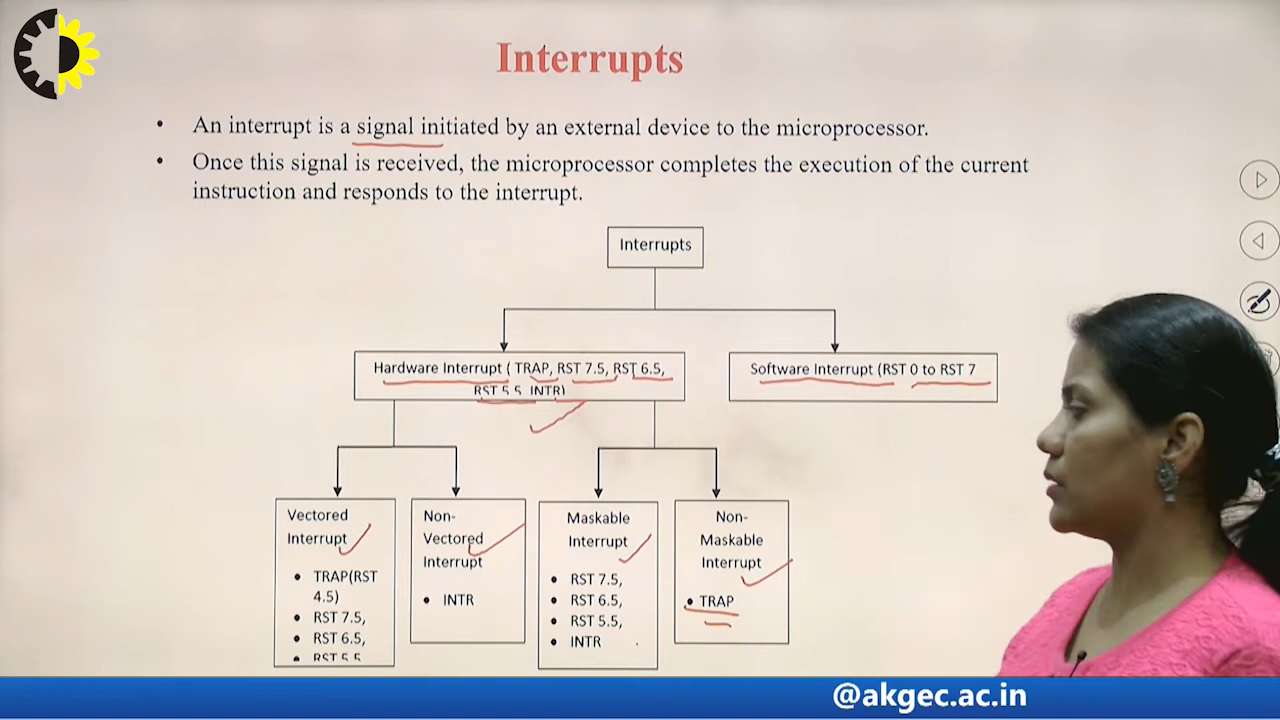 Interrupts
• An interrupt is a signal initiated by an external device to the microprocessor.
• Once this signal is received, the microprocessor completes the execution of the current
instruction and responds to the interrupt.
Interrupts
Hardware Interrupt ( TRAP, RST 7.5, RST 6.5,
RST 5.5 INTR)
Software Interrupt (RST 0 to RST 7
Vectored
Interrupt
• TRAP(RST
4.5)
• RST 7.5,
• RST 6.5,
• RST 5.5
Non-
Vectored
Interrupt
• INTR
Maskable
Interrupt
• RST 7.5,
• RST 6.5,
• RST 5.5,
• INTR
Non-
Maskable
Interrupt
• TRAP
@akgec.ac.in